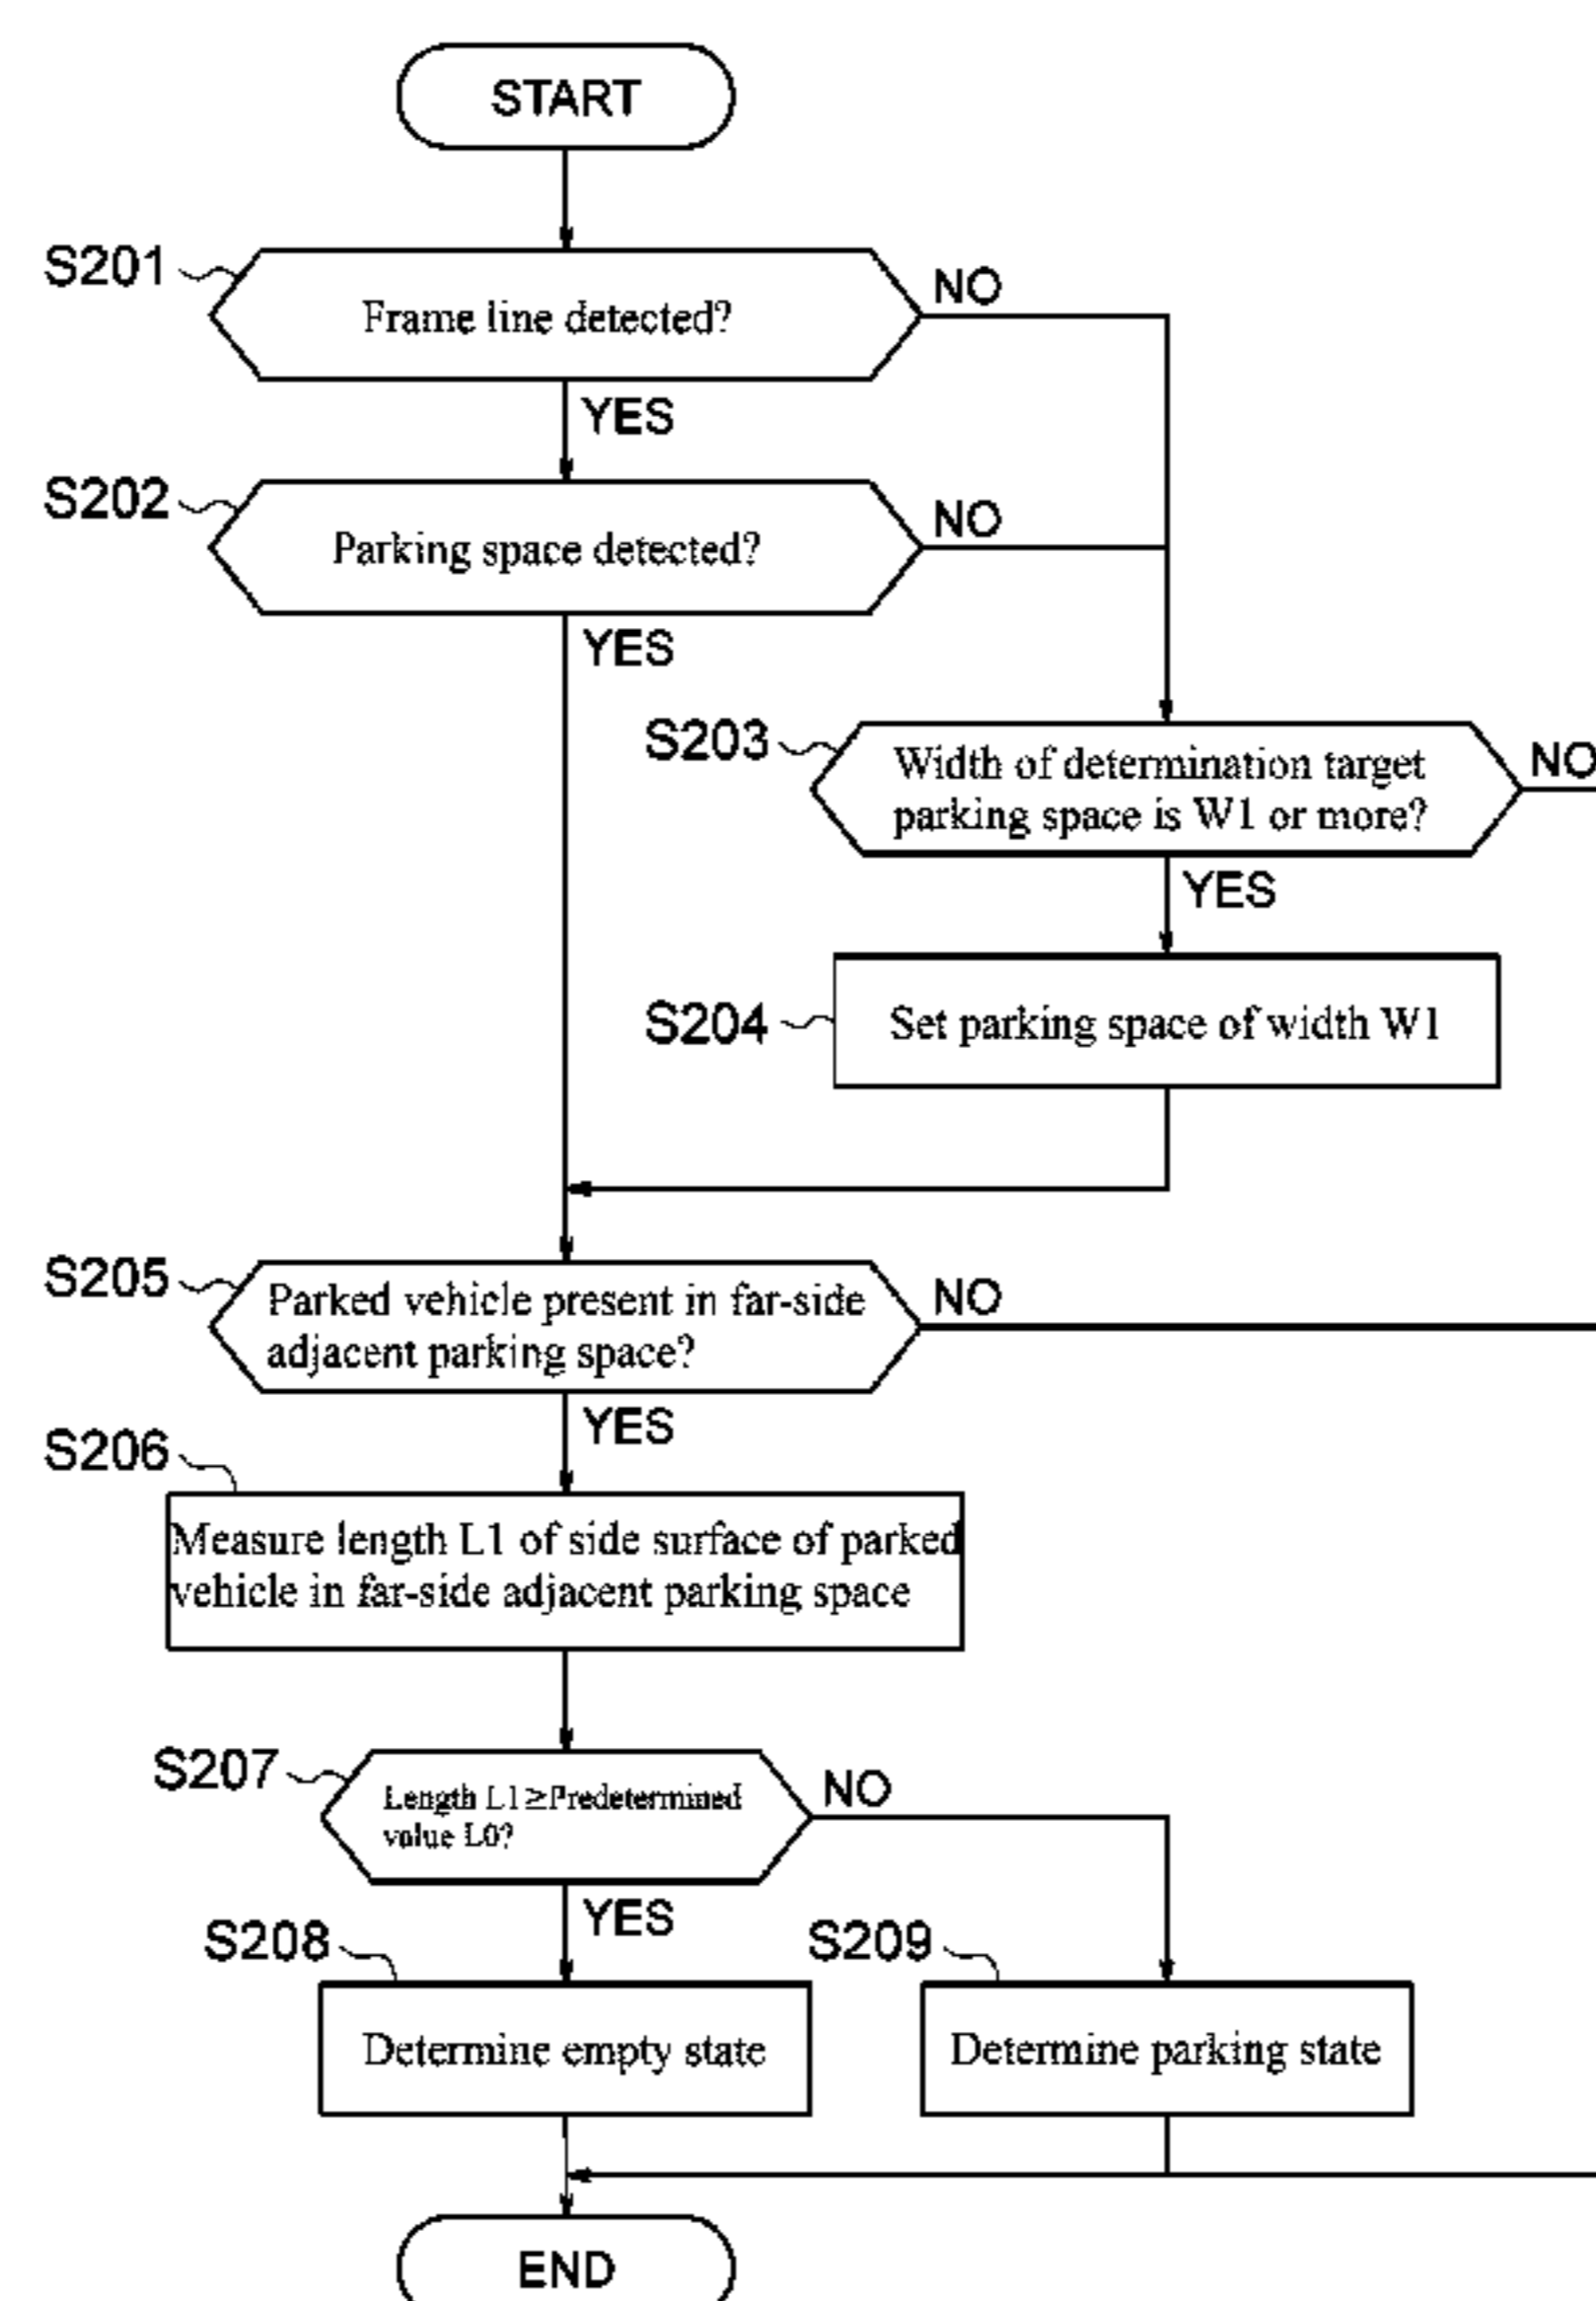 START
S201
Frame line detected?
NO
YES
S202
Parking space detected?
NO
YES
S203
Width of determination target
parking space is W1 or more?
NO
YES
S204
Set parking space of width W1
S205
Parked vehicle present in far-side
adjacent parking space?
NO
YES
S206
Measure length L1 of side surface of parked
vehicle in far-side adjacent parking space
S207
Length L1≥Predetermined
value L0?
NO
YES
S208
Determine empty state
S209
Determine parking state
END